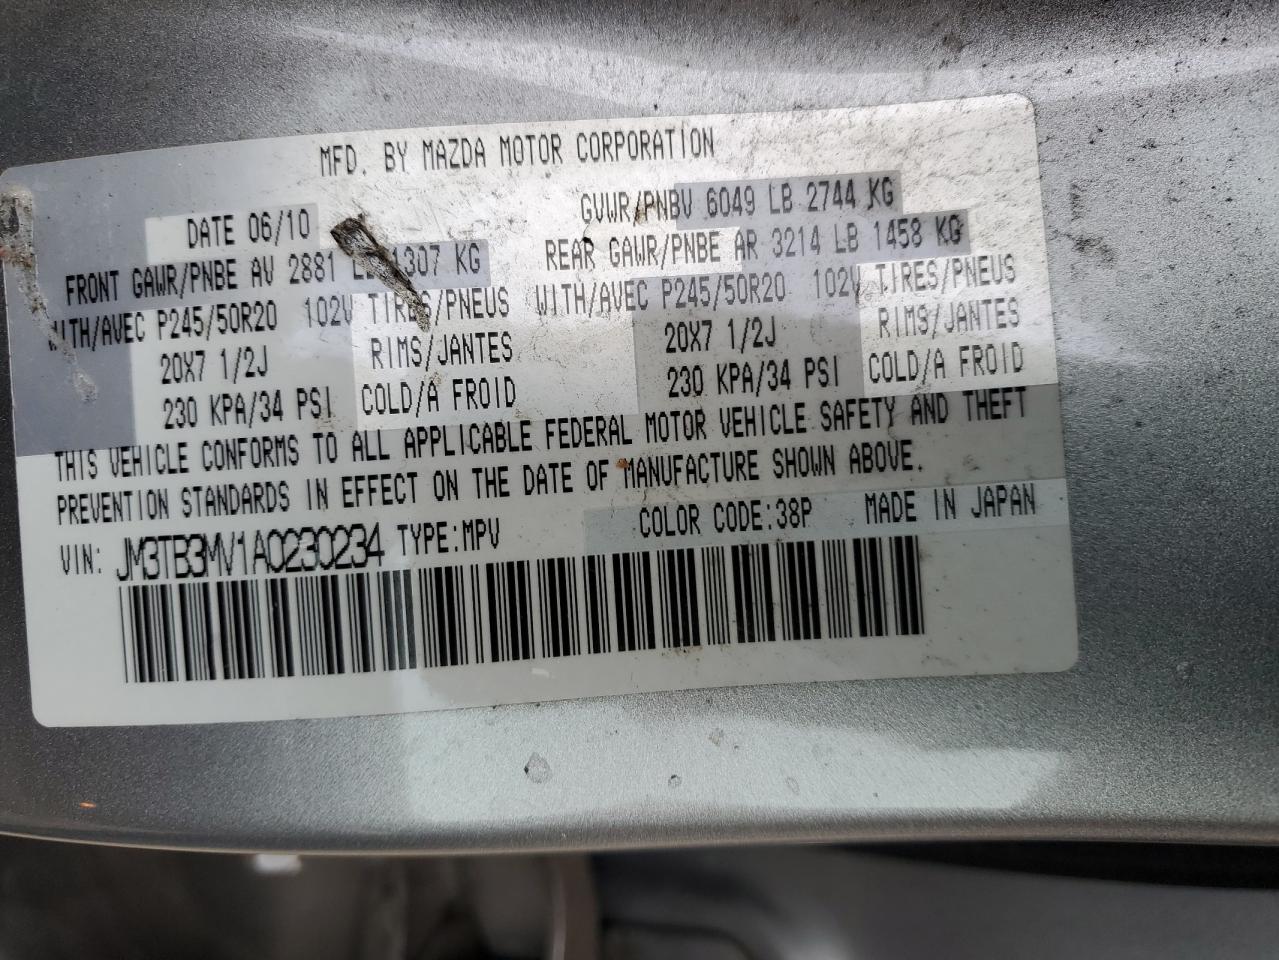 MFD. BY MAZDA MOTOR CORPORATION
DATE 06/10 GVWR/PNBV 6049 LB 2744 KG
FRONT GAWR/PNBE AV 2881 LB 1307 KG REAR GAWR/PNBE AR 3214 LB 1458 KG
WITH/AVEC P245/50R20 102V TIRES/PNEUS WITH/AVEC P245/50R20 102V TIRES/PNEUS
20X7 1/2J RIMS/JANTES 20X7 1/2J RIMS/JANTES
230 KPA/34 PSI COLD/A FROID 230 KPA/34 PSI COLD/A FROID
THIS VEHICLE CONFORMS TO ALL APPLICABLE FEDERAL MOTOR VEHICLE SAFETY AND THEFT
PREVENTION STANDARDS IN EFFECT ON THE DATE OF MANUFACTURE SHOWN ABOVE.
VIN: JM3TB3MV1A0230234 TYPE:MPV COLOR CODE:38P MADE IN JAPAN